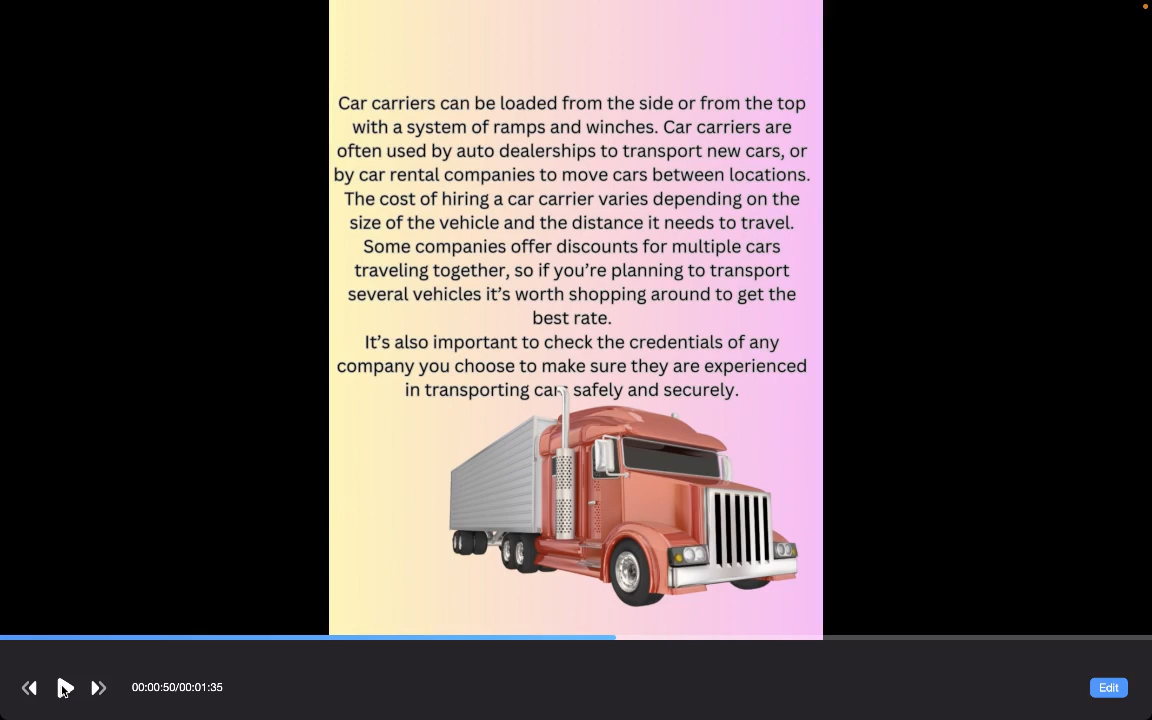 Car carriers can be loaded from the side or from the top
with a system of ramps and winches. Car carriers are
often used by auto dealerships to transport new cars, or
by car rental companies to move cars between locations.
The cost of hiring a car carrier varies depending on the
size of the vehicle and the distance it needs to travel.
Some companies offer discounts for multiple cars
traveling together, so if you’re planning to transport
several vehicles it’s worth shopping around to get the
best rate.
It’s also important to check the credentials of any
company you choose to make sure they are experienced
in transporting cars safely and securely.
00:00:50/00:01:35
Edit